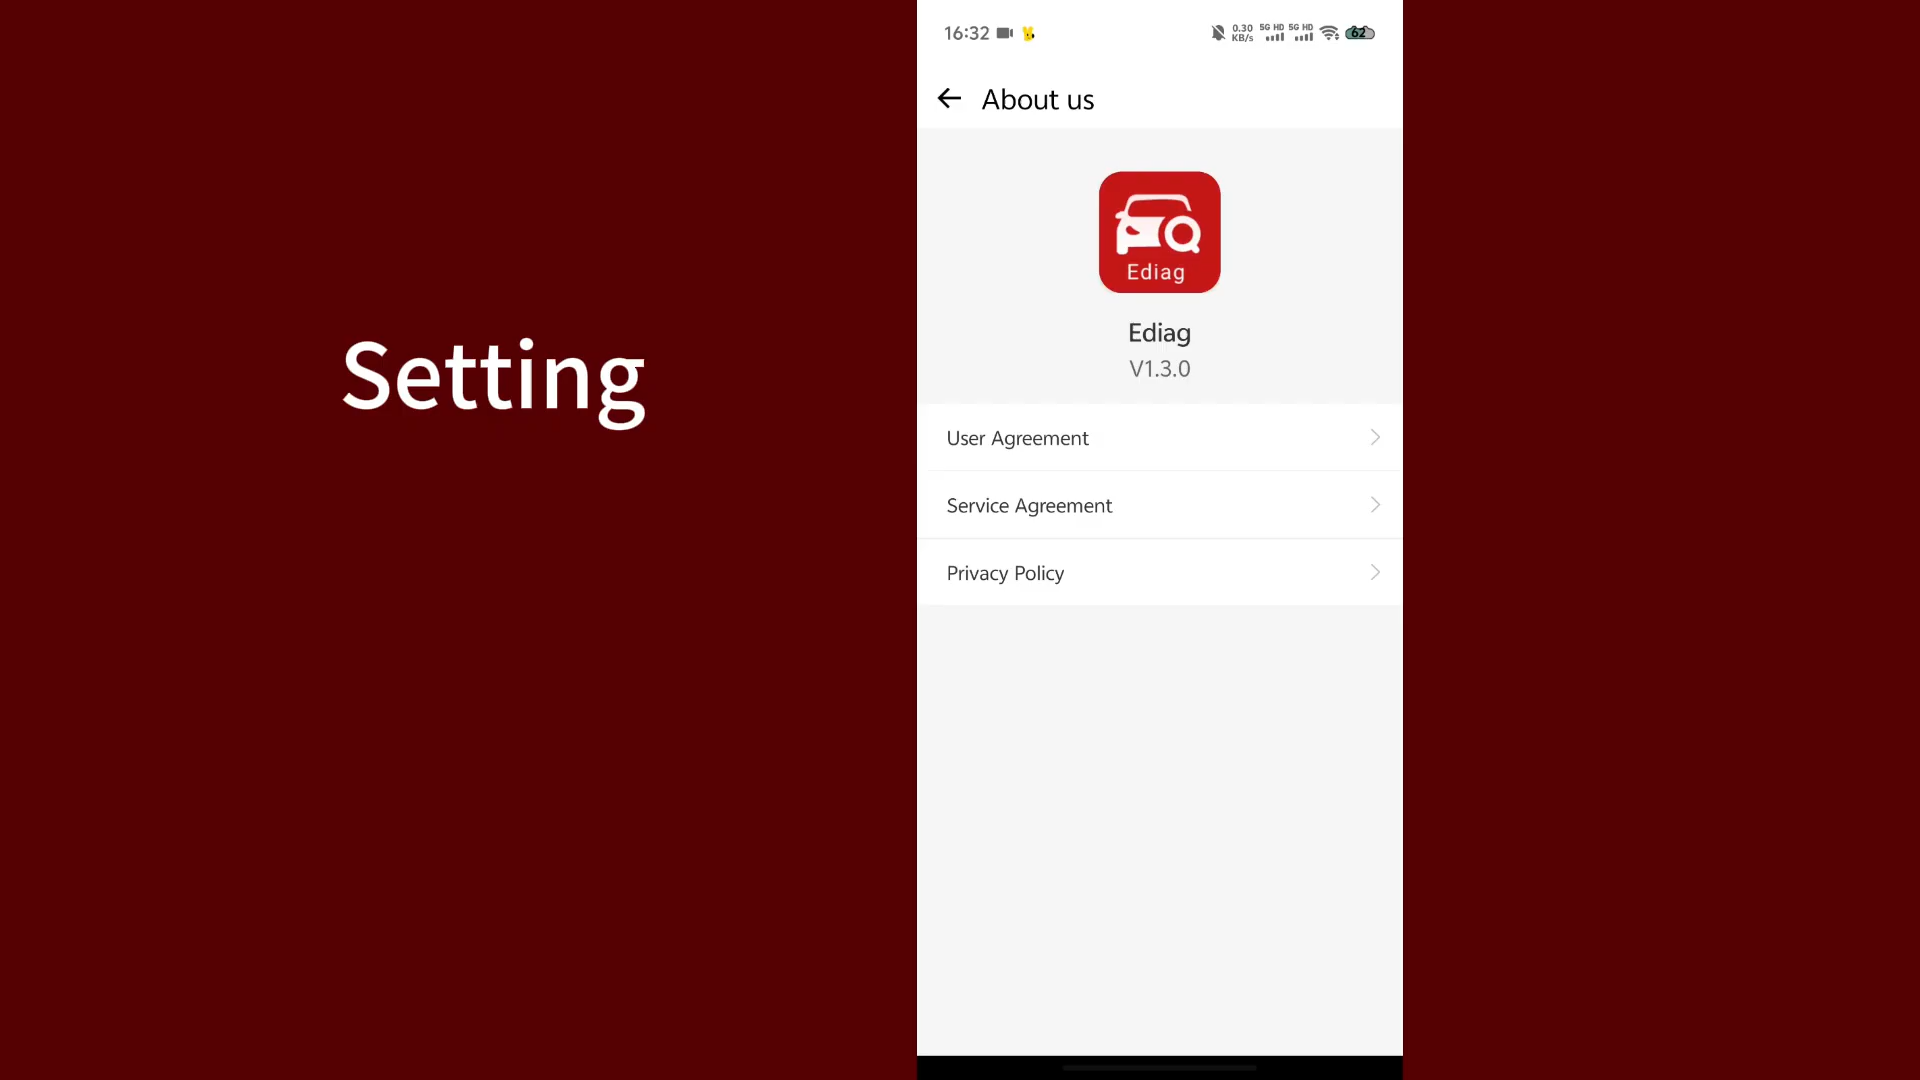 Setting
16:32
0.30
KB/s
5G HD 5G HD
62
About us
Ediag
Ediag
V1.3.0
User Agreement
Service Agreement
Privacy Policy